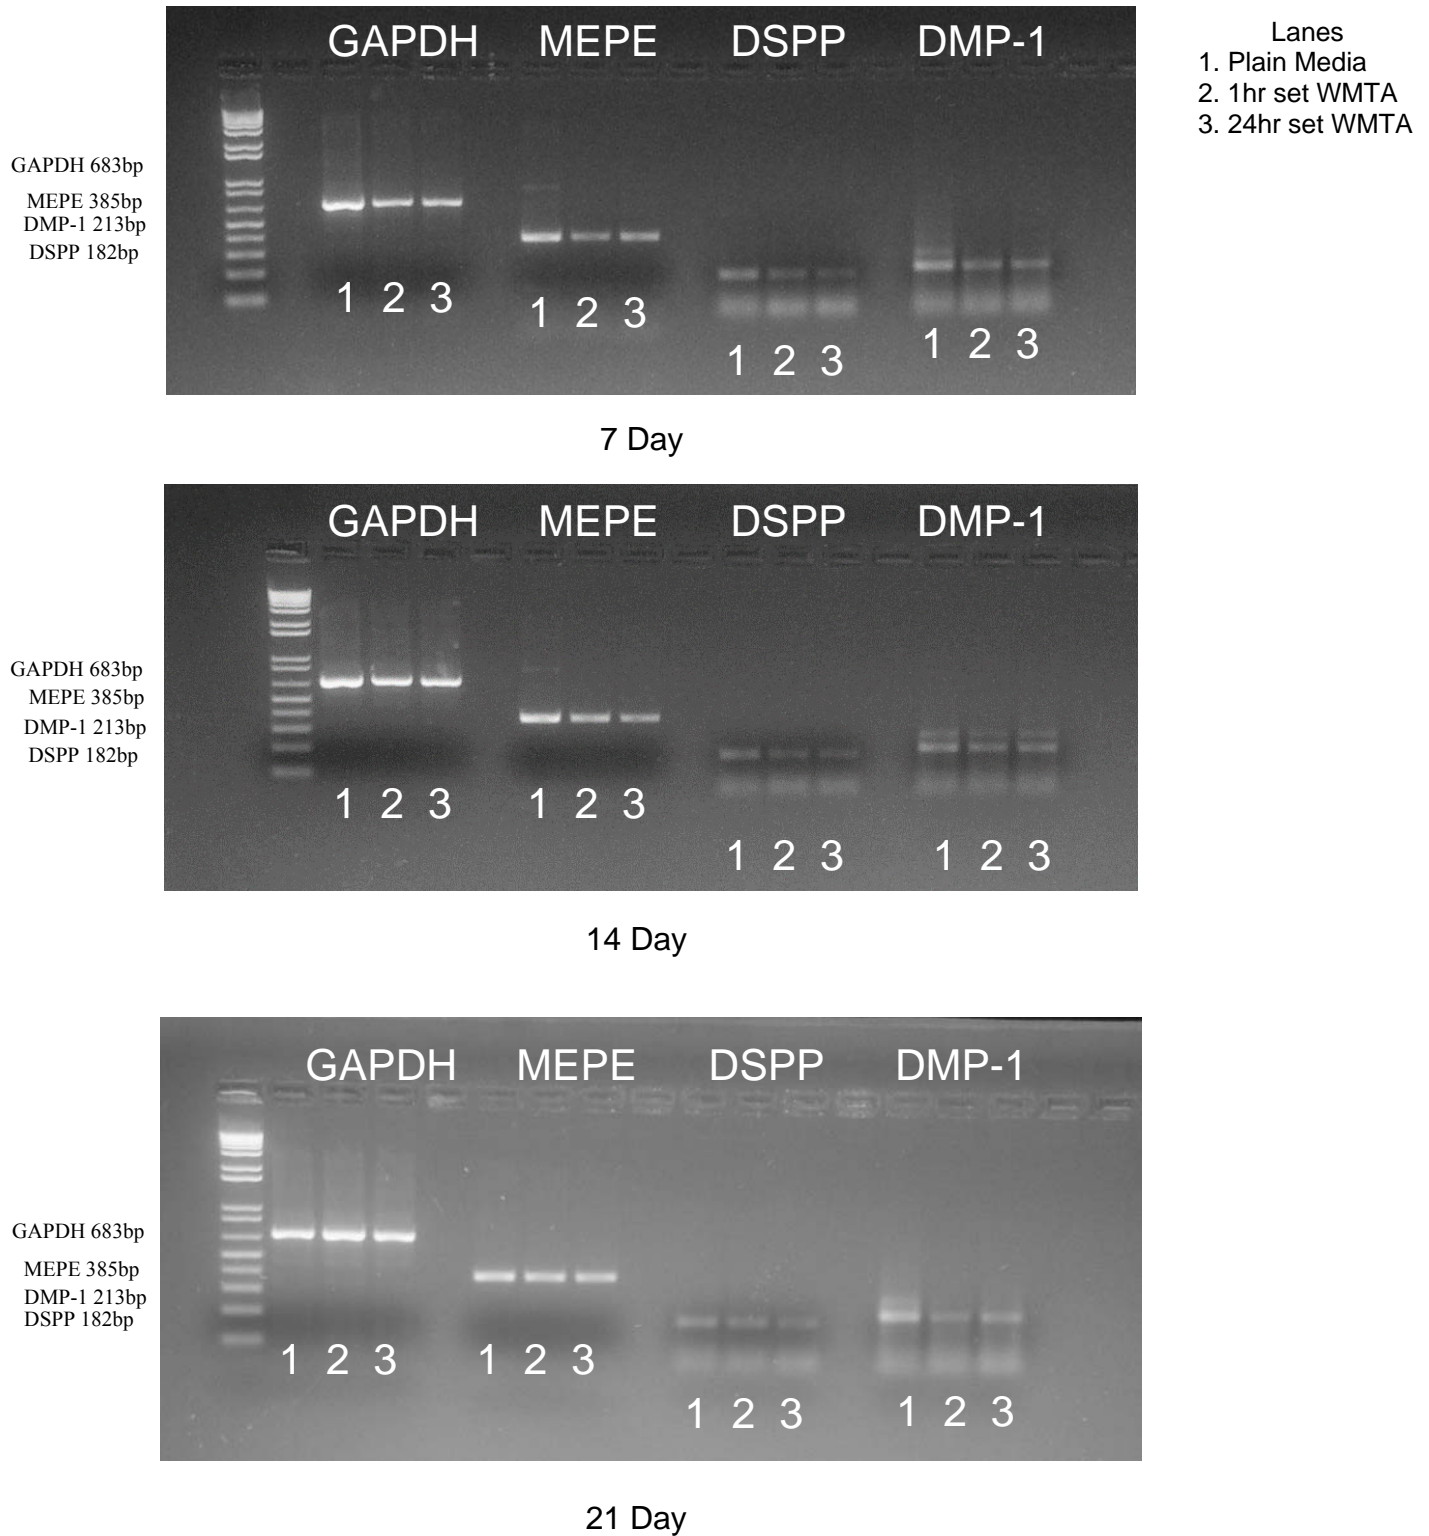 GAPDH MEPE DSPP DMP-1
Lanes
1. Plain Media
2. 1hr set WMTA
3. 24hr set WMTA
GAPDH 683bp
MEPE 385bp
DMP-1 213bp
DSPP 182bp
1 2 3 1 2 3 1 2 3 1 2 3
7 Day
GAPDH MEPE DSPP DMP-1
GAPDH 683bp
MEPE 385bp
DMP-1 213bp
DSPP 182bp
1 2 3 1 2 3
1 2 3 1 2 3
14 Day
GAPDH MEPE DSPP DMP-1
GAPDH 683bp
MEPE 385bp
DMP-1 213bp
DSPP 182bp
1 2 3 1 2 3
1 2 3 1 2 3
21 Day